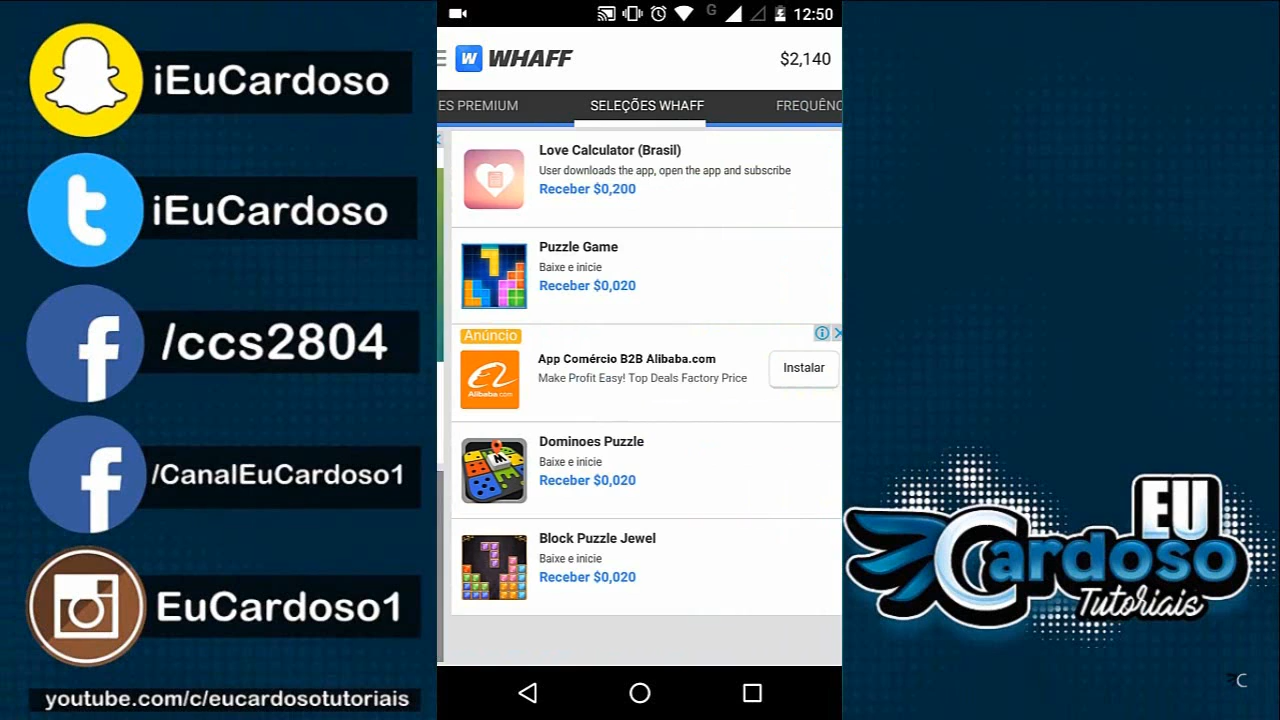 iEuCardoso
iEuCardoso
/ccs2804
/CanalEuCardoso1
EuCardoso1
youtube.com/c/eucardosotutoriais
G
12:50
W WHAFF
$2,140
ES PREMIUM
SELEÇÕES WHAFF
FREQUÊNC
Love Calculator (Brasil)
User downloads the app, open the app and subscribe
Receber $0,200
Puzzle Game
Baixe e inicie
Receber $0,020
Anúncio
Alibaba.com
App Comércio B2B Alibaba.com
Make Profit Easy! Top Deals Factory Price
Instalar
Dominoes Puzzle
Baixe e inicie
Receber $0,020
Block Puzzle Jewel
Baixe e inicie
Receber $0,020
EU
Cardoso
Tutoriais